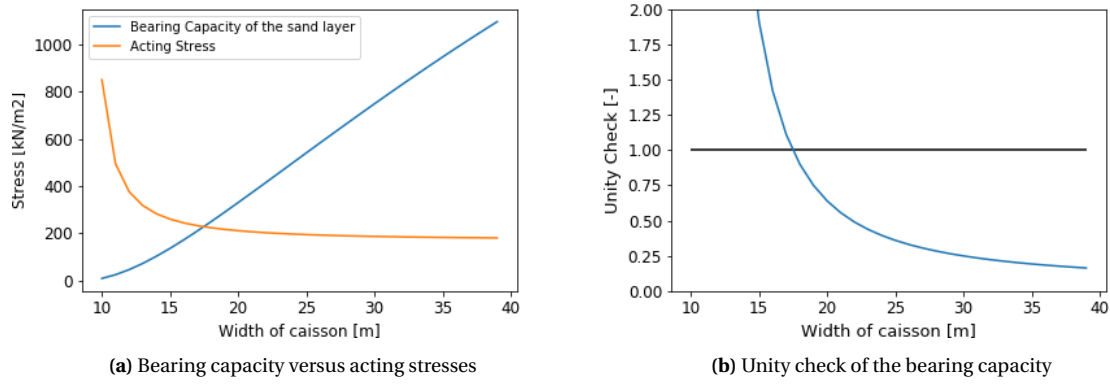 Bearing Capacity of the sand layer
Acting Stress
1000
800
600
400
200
0
Stress [kN/m2]
10 15 20 25 30 35 40
Width of caisson [m]
(a) Bearing capacity versus acting stresses
2.00
1.75
1.50
1.25
1.00
0.75
0.50
0.25
0.00
Unity Check [-]
10 15 20 25 30 35 40
Width of caisson [m]
(b) Unity check of the bearing capacity